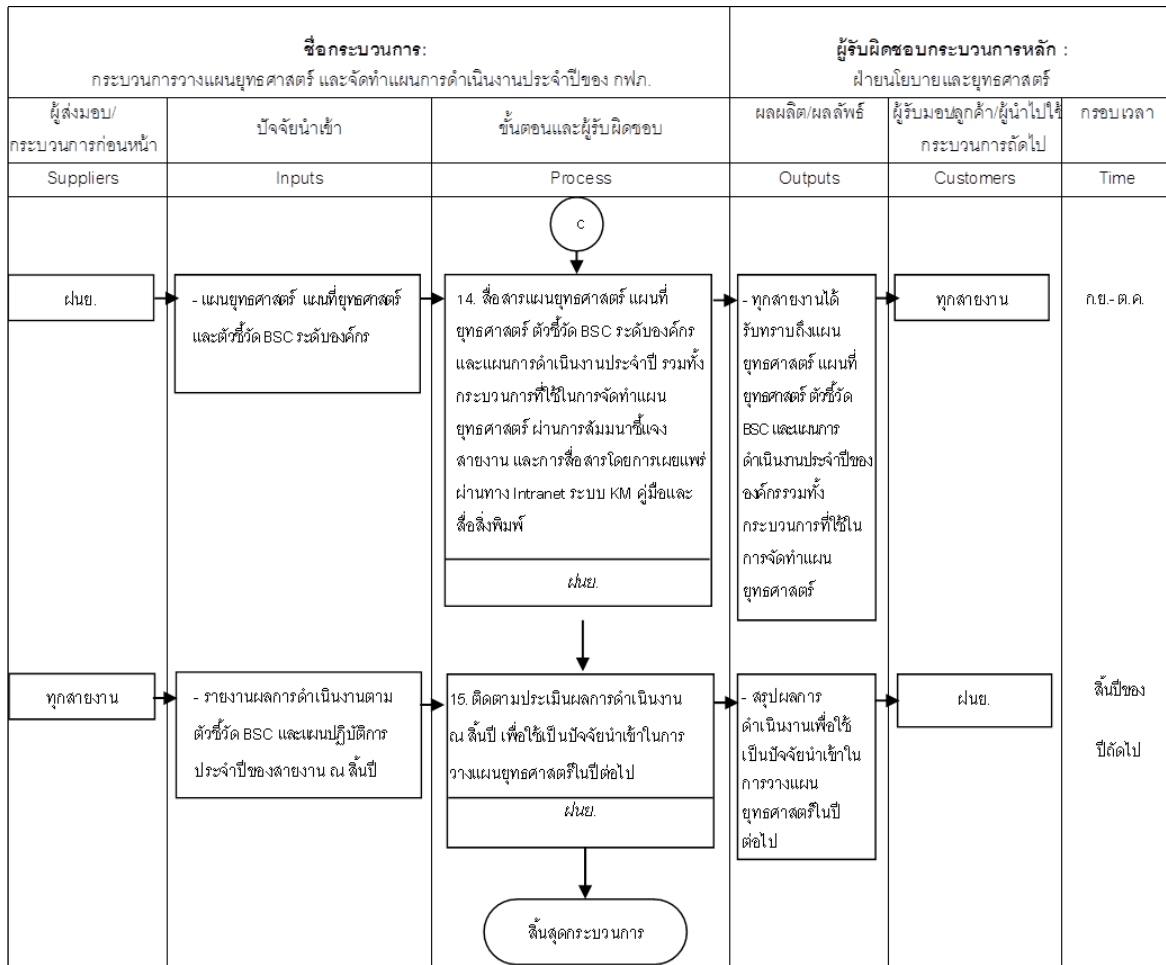 ชื่อกระบวนการ:
กระบวนการวางแผนยุทธศาสตร์ และจัดทำแผนการดำเนินงานประจำปีของ กฟภ.
ผู้รับผิดชอบกระบวนการหลัก :
ฝ่ายนโยบายและยุทธศาสตร์
ผู้ส่งมอบ/
กระบวนการก่อนหน้า
ปัจจัยนำเข้า
ขั้นตอนและผู้รับผิดชอบ
ผลผลิต/ผลลัพธ์
ผู้รับมอบ/ลูกค้า/ผู้นำไปใช้
กระบวนการถัดไป
กรอบเวลา
Suppliers
Inputs
Process
Outputs
Customers
Time
C
ฝนย.
- แผนยุทธศาสตร์ แผนที่ยุทธศาสตร์
และตัวชี้วัด BSC ระดับองค์กร
14. สื่อสารแผนยุทธศาสตร์ แผนที่
ยุทธศาสตร์ ตัวชี้วัด BSC ระดับองค์กร
และแผนการดำเนินงานประจำปี รวมทั้ง
กระบวนการที่ใช้ในการจัดทำแผน
ยุทธศาสตร์ ผ่านการสัมมนาชี้แจง
สายงาน และการสื่อสารโดยการเผยแพร่
ผ่านทาง Intranet ระบบ KM คู่มือและ
สื่อสิ่งพิมพ์
ฝนย.
- ทุกสายงานได้
รับทราบถึงแผน
ยุทธศาสตร์ แผนที่
ยุทธศาสตร์ ตัวชี้วัด
BSC และแผนการ
ดำเนินงานประจำปีของ
องค์กรรวมทั้ง
กระบวนการที่ใช้ใน
การจัดทำแผน
ยุทธศาสตร์
ทุกสายงาน
ก.ย.- ต.ค.
ทุกสายงาน
- รายงานผลการดำเนินงานตาม
ตัวชี้วัด BSC และแผนปฏิบัติการ
ประจำปีของสายงาน ณ สิ้นปี
15. ติดตามประเมินผลการดำเนินงาน
ณ สิ้นปี เพื่อใช้เป็นปัจจัยนำเข้าในการ
วางแผนยุทธศาสตร์ในปีต่อไป
ฝนย.
- สรุปผลการ
ดำเนินงานเพื่อใช้
เป็นปัจจัยนำเข้าใน
การวางแผน
ยุทธศาสตร์ในปี
ต่อไป
ฝนย.
สิ้นปีของ
ปีถัดไป
สิ้นสุดกระบวนการ